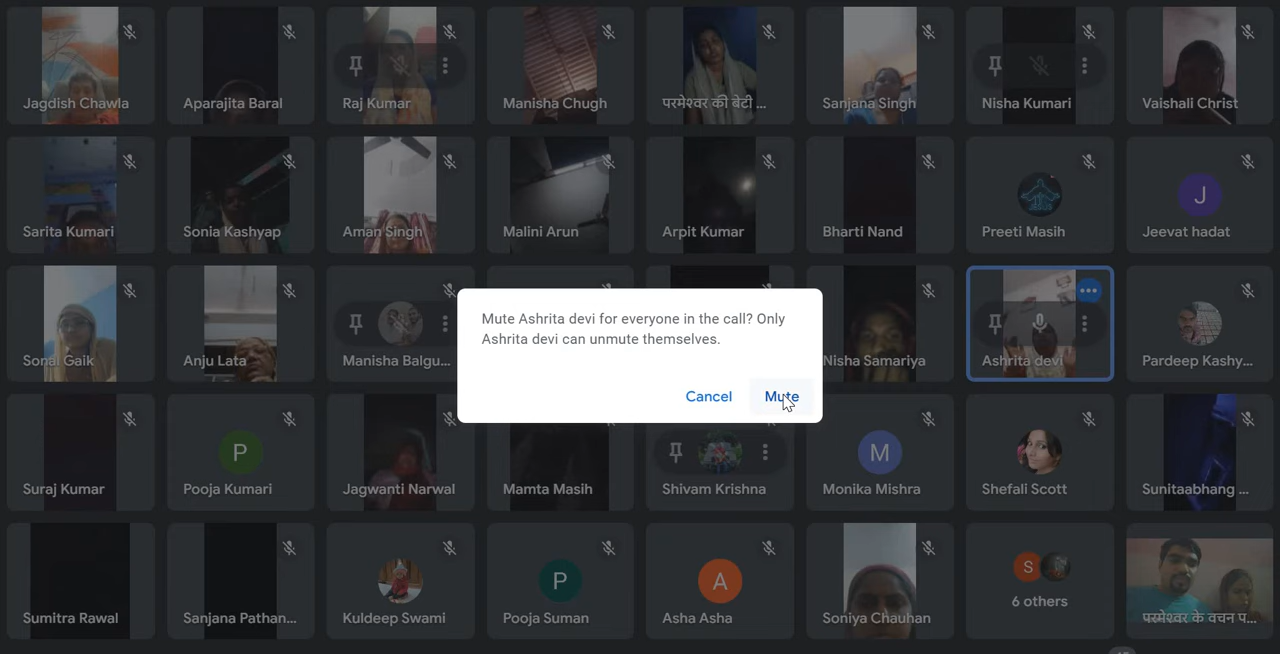 Jagdish Chawla
Aparajita Baral
Raj Kumar
Manisha Chugh
परमेश्वर की बेटी ...
Sanjana Singh
Nisha Kumari
Vaishali Christ
Sarita Kumari
Sonia Kashyap
Aman Singh
Malini Arun
Arpit Kumar
Bharti Nand
Preeti Masih
J
Jeevat hadat
Sonal Gaik
Anju Lata
Manisha Balgu...
Mute Ashrita devi for everyone in the call? Only
Ashrita devi can unmute themselves.
Cancel
Mute
Nisha Samariya
Ashrita devi
Pardeep Kashy...
Suraj Kumar
P
Pooja Kumari
Jagwanti Narwal
Mamta Masih
Shivam Krishna
M
Monika Mishra
Shefali Scott
Sunitaabhang ...
Sumitra Rawal
Sanjana Pathan...
Kuldeep Swami
P
Pooja Suman
A
Asha Asha
Soniya Chauhan
S
6 others
परमेश्वर के वचन प...